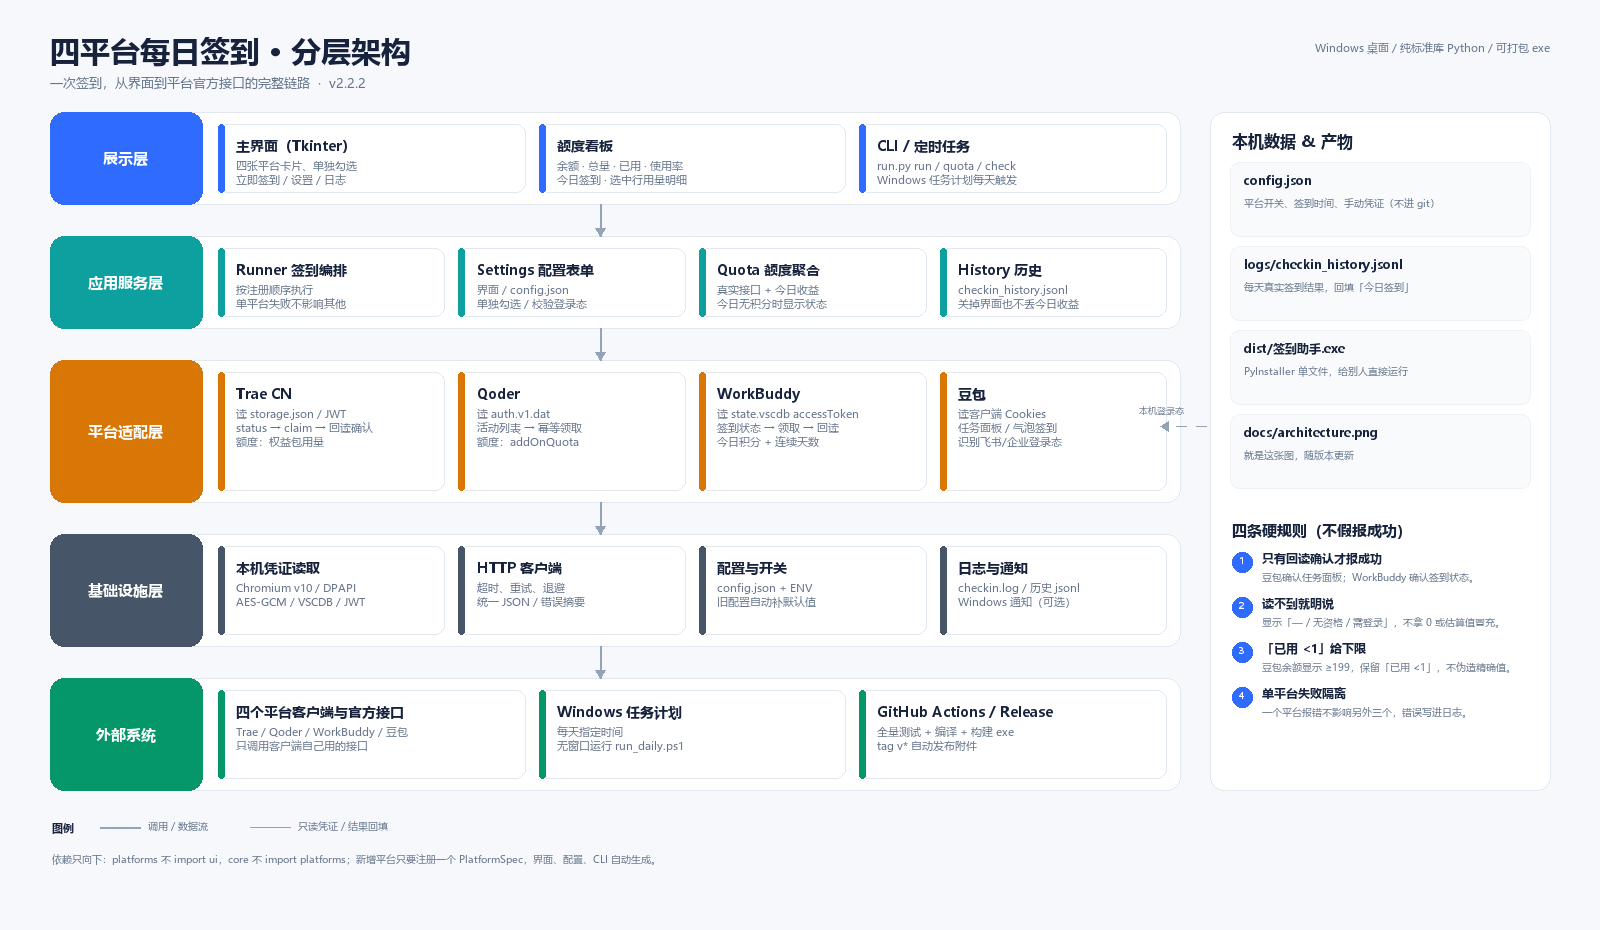 四平台每日签到 • 分层架构
Windows 桌面 / 纯标准库 Python / 可打包 exe
一次签到，从界面到平台官方接口的完整链路 · v2.2.2
展示层
主界面（Tkinter）
四张平台卡片、单独勾选
立即签到 / 设置 / 日志
额度看板
余额 · 总量 · 已用 · 使用率
今日签到 · 选中行用量明细
CLI / 定时任务
run.py run / quota / check
Windows 任务计划每天触发
应用服务层
Runner 签到编排
按注册顺序执行
单平台失败不影响其他
Settings 配置表单
界面 / config.json
单独勾选 / 校验登录态
Quota 额度聚合
真实接口 + 今日收益
今日无积分时显示状态
History 历史
checkin_history.jsonl
关掉界面也不丢今日收益
平台适配层
Trae CN
读 storage.json / JWT
status → claim → 回读确认
额度：权益包用量
Qoder
读 auth.v1.dat
活动列表 → 幂等领取
额度：addOnQuota
WorkBuddy
读 state.vscdb accessToken
签到状态 → 领取 → 回读
今日积分 + 连续天数
豆包
读客户端 Cookies
任务面板 / 气泡签到
识别飞书/企业登录态
本机登录态
基础设施层
本机凭证读取
Chromium v10 / DPAPI
AES-GCM / VSCDB / JWT
HTTP 客户端
超时、重试、退避
统一 JSON / 错误摘要
配置与开关
config.json + ENV
旧配置自动补默认值
日志与通知
checkin.log / 历史 jsonl
Windows 通知（可选）
外部系统
四个平台客户端与官方接口
Trae / Qoder / WorkBuddy / 豆包
只调用客户端自己用的接口
Windows 任务计划
每天指定时间
无窗口运行 run_daily.ps1
GitHub Actions / Release
全量测试 + 编译 + 构建 exe
tag v* 自动发布附件
本机数据 & 产物
config.json
平台开关、签到时间、手动凭证（不进 git）
logs/checkin_history.jsonl
每天真实签到结果，回填「今日签到」
dist/签到助手.exe
PyInstaller 单文件，给别人直接运行
docs/architecture.png
就是这张图，随版本更新
四条硬规则（不假报成功）
1
只有回读确认才报成功
豆包确认任务面板；WorkBuddy 确认签到状态。
2
读不到就明说
显示「— / 无资格 / 需登录」，不拿 0 或估算值冒充。
3
「已用 <1」给下限
豆包余额显示 ≥199，保留「已用 <1」，不伪造精确值。
4
单平台失败隔离
一个平台报错不影响另外三个，错误写进日志。
图例
调用 / 数据流
只读凭证 / 结果回填
依赖只向下：platforms 不 import ui，core 不 import platforms；新增平台只要注册一个 PlatformSpec，界面、配置、CLI 自动生成。